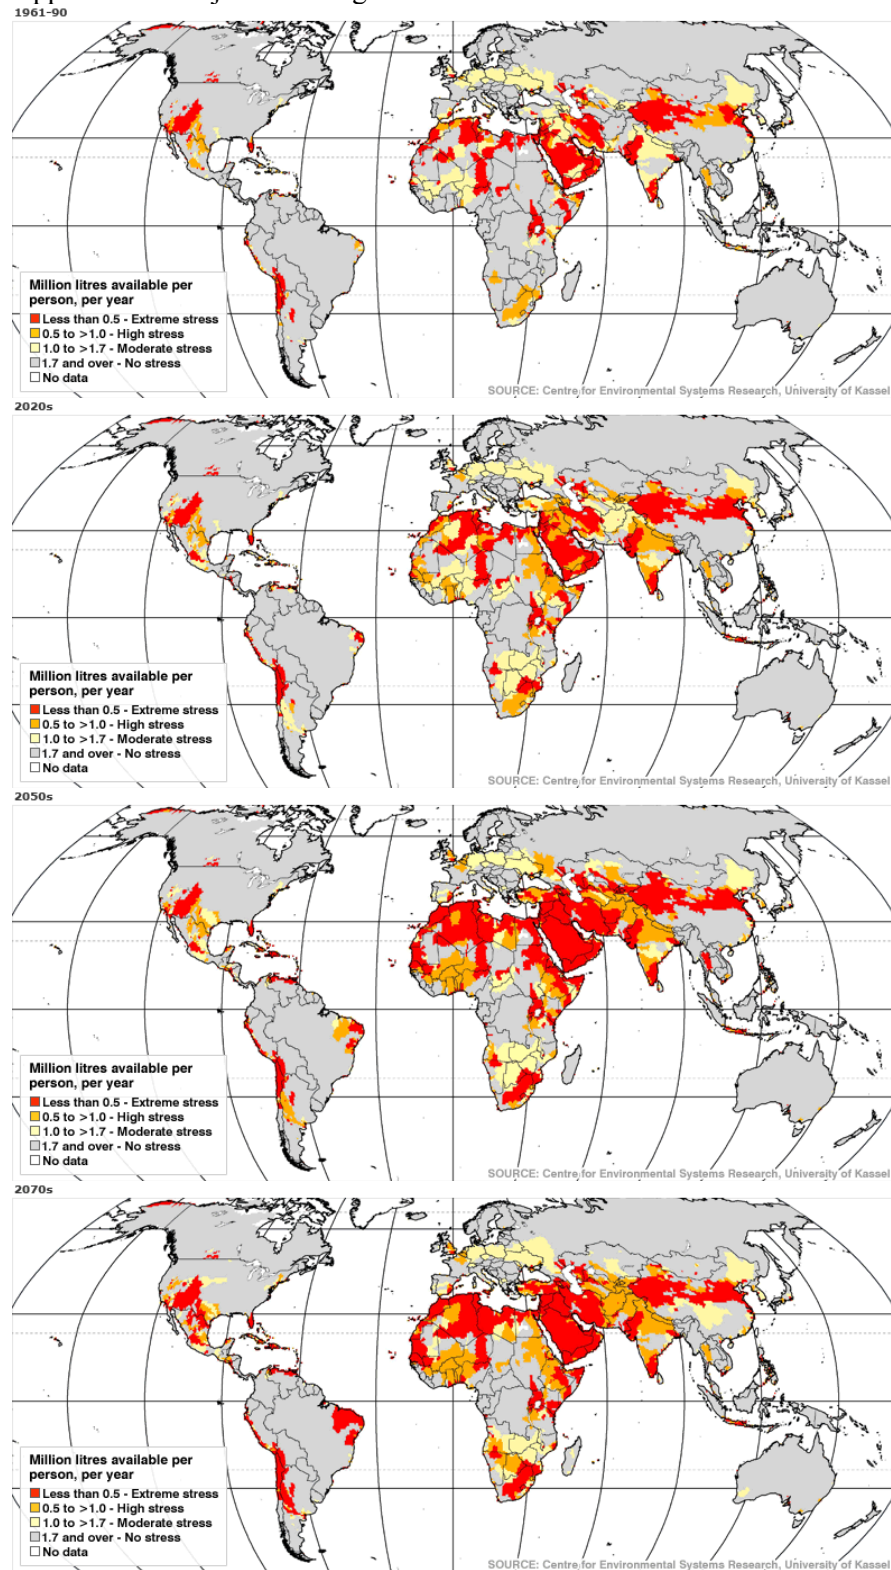 1961-90
Million litres available per
person, per year
Less than 0.5 - Extreme stress
0.5 to >1.0 - High stress
1.0 to >1.7 - Moderate stress
1.7 and over - No stress
No data
SOURCE: Centre for Environmental Systems Research, University of Kassel
2020s
Million litres available per
person, per year
Less than 0.5 - Extreme stress
0.5 to >1.0 - High stress
1.0 to >1.7 - Moderate stress
1.7 and over - No stress
No data
SOURCE: Centre for Environmental Systems Research, University of Kassel
2050s
Million litres available per
person, per year
Less than 0.5 - Extreme stress
0.5 to >1.0 - High stress
1.0 to >1.7 - Moderate stress
1.7 and over - No stress
No data
SOURCE: Centre for Environmental Systems Research, University of Kassel
2070s
Million litres available per
person, per year
Less than 0.5 - Extreme stress
0.5 to >1.0 - High stress
1.0 to >1.7 - Moderate stress
1.7 and over - No stress
No data
SOURCE: Centre for Environmental Systems Research, University of Kassel